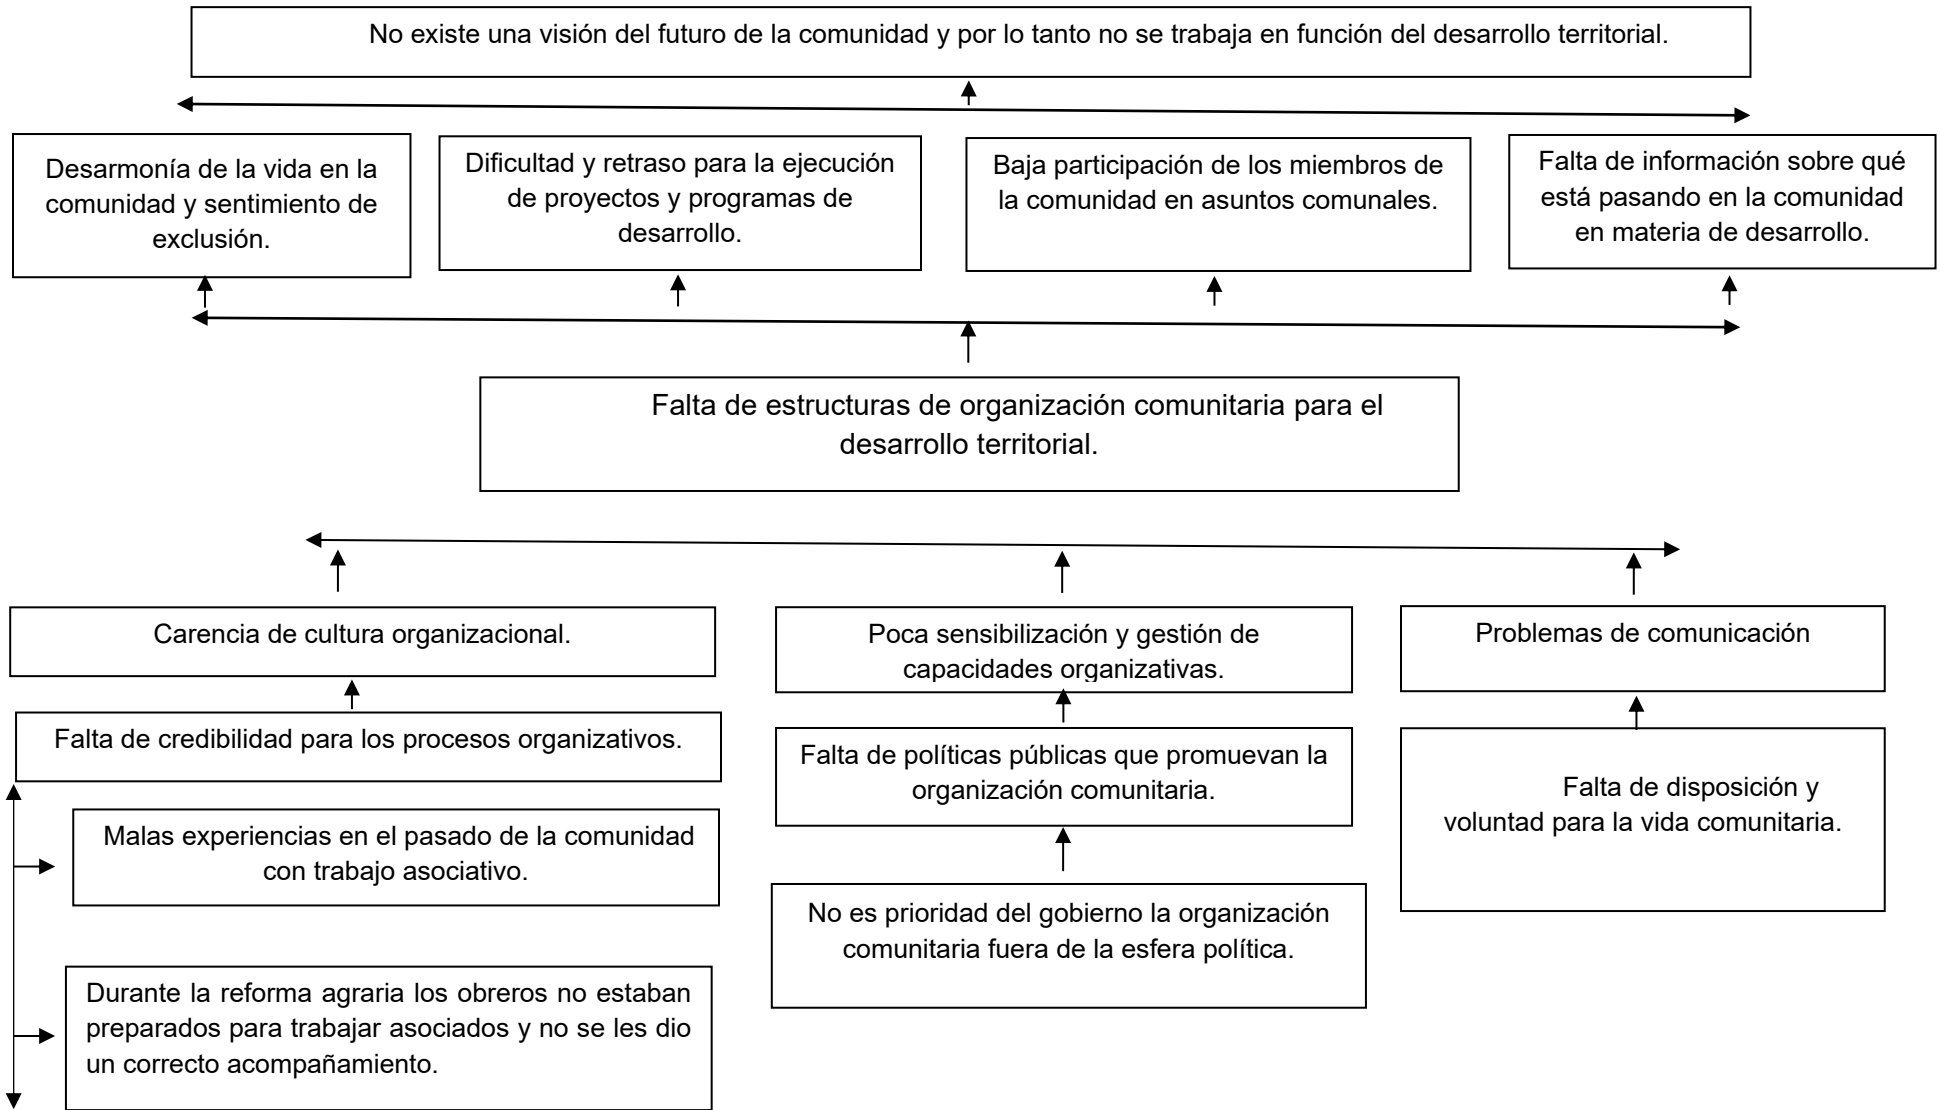 No existe una visión del futuro de la comunidad y por lo tanto no se trabaja en función del desarrollo territorial.
Desarmonía de la vida en la
comunidad y sentimiento de
exclusión.
Dificultad y retraso para la ejecución
de proyectos y programas de
desarrollo.
Baja participación de los miembros de
la comunidad en asuntos comunales.
Falta de información sobre qué
está pasando en la comunidad
en materia de desarrollo.
Falta de estructuras de organización comunitaria para el
desarrollo territorial.
Carencia de cultura organizacional.
Falta de credibilidad para los procesos organizativos.
Malas experiencias en el pasado de la comunidad
con trabajo asociativo.
Durante la reforma agraria los obreros no estaban
preparados para trabajar asociados y no se les dio
un correcto acompañamiento.
Poca sensibilización y gestión de
capacidades organizativas.
Falta de políticas públicas que promuevan la
organización comunitaria.
No es prioridad del gobierno la organización
comunitaria fuera de la esfera política.
Problemas de comunicación
Falta de disposición y
voluntad para la vida comunitaria.